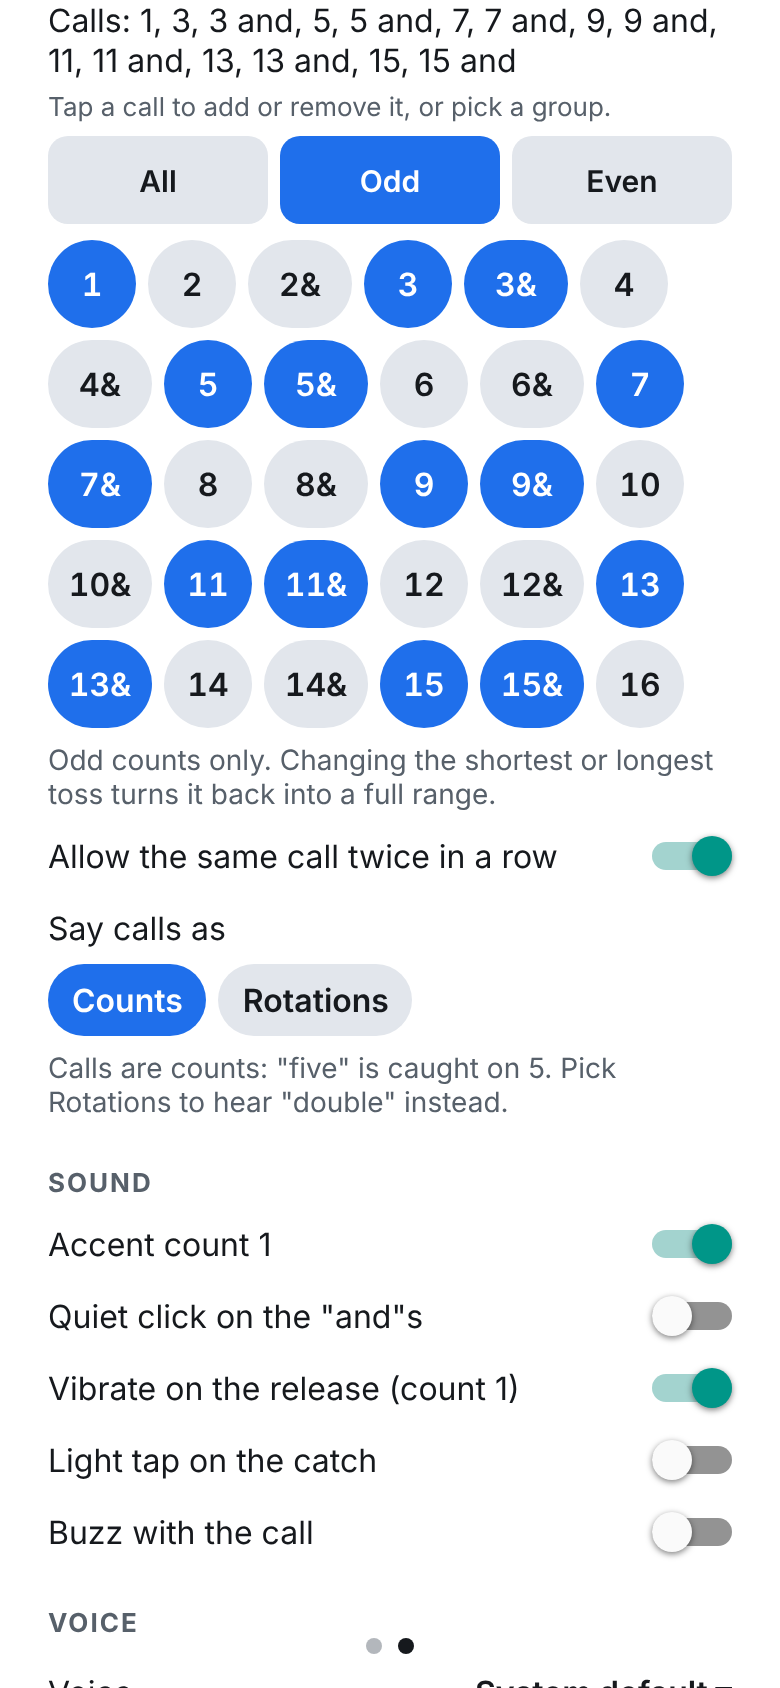 Calls: 1, 3, 3 and, 5, 5 and, 7, 7 and, 9, 9 and,
11, 11 and, 13, 13 and, 15, 15 and
Tap a call to add or remove it, or pick a group.
All Odd Even
1 2 2& 3 3& 4
4& 5 5& 6 6& 7
7& 8 8& 9 9& 10
10& 11 11& 12 12& 13
13& 14 14& 15 15& 16
Odd counts only. Changing the shortest or longest
toss turns it back into a full range.
Allow the same call twice in a row
Say calls as
Counts Rotations
Calls are counts: "five" is caught on 5. Pick
Rotations to hear "double" instead.
SOUND
Accent count 1
Quiet click on the "and"s
Vibrate on the release (count 1)
Light tap on the catch
Buzz with the call
VOICE
Voice System default